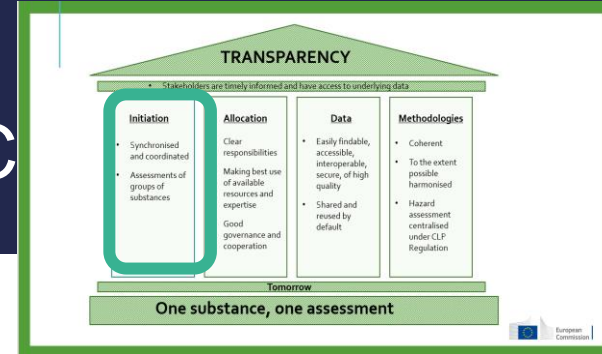 C
TRANSPARENCY
• Stakeholders are timely informed and have access to underlying data
Initiation
• Synchronised
and coordinated
• Assessments of
groups of
substances
Allocation
Clear
responsibilities
Making best use
of available
resources and
expertise
Good
governance and
cooperation
Data
• Easily findable,
accessible,
interoperable,
secure, of high
quality
• Shared and
reused by
default
Methodologies
• Coherent
• To the extent
possible
harmonised
• Hazard
assessment
centralised
under CLP
Regulation
Tomorrow
One substance, one assessment
European
Commission